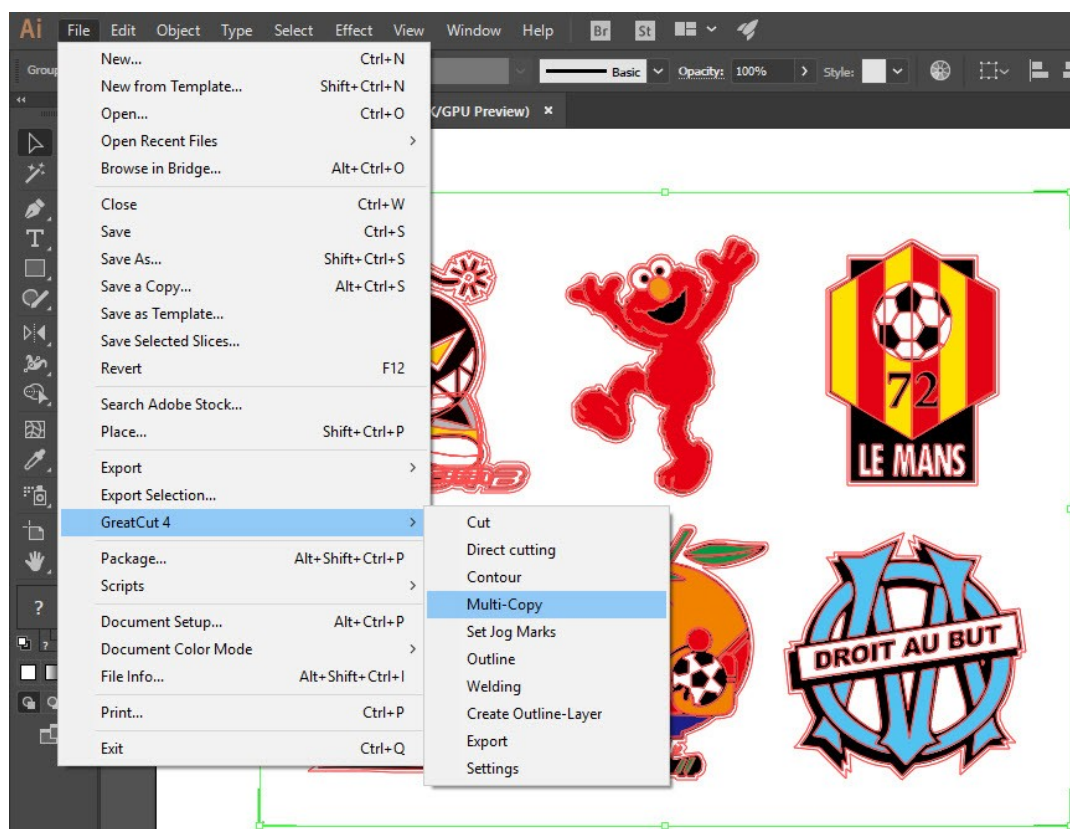 Ai File Edit Object Type Select Effect View Window Help Br St
Group
Basic Opacity: 100% Style:
/GPU Preview) ×
New... Ctrl+N
New from Template... Shift+Ctrl+N
Open... Ctrl+O
Open Recent Files
Browse in Bridge... Alt+Ctrl+O
Close Ctrl+W
Save Ctrl+S
Save As... Shift+Ctrl+S
Save a Copy... Alt+Ctrl+S
Save as Template...
Save Selected Slices...
Revert F12
Search Adobe Stock...
Place... Shift+Ctrl+P
Export
Export Selection...
GreatCut 4
Package... Alt+Shift+Ctrl+P
Scripts
Document Setup... Alt+Ctrl+P
Document Color Mode
File Info... Alt+Shift+Ctrl+I
Print... Ctrl+P
Exit Ctrl+Q
Cut
Direct cutting
Contour
Multi-Copy
Set Jog Marks
Outline
Welding
Create Outline-Layer
Export
Settings
72
LE MANS
DROIT AU BUT
?
?